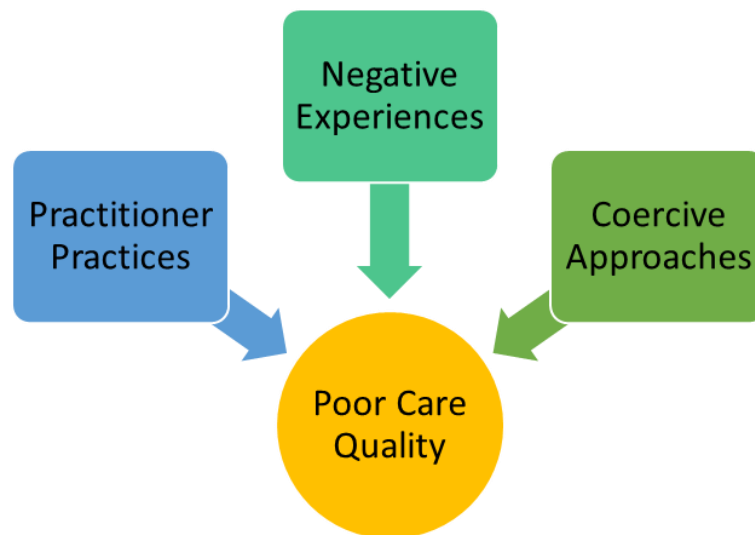 Negative
Experiences
Practitioner
Practices
Coercive
Approaches
Poor Care
Quality